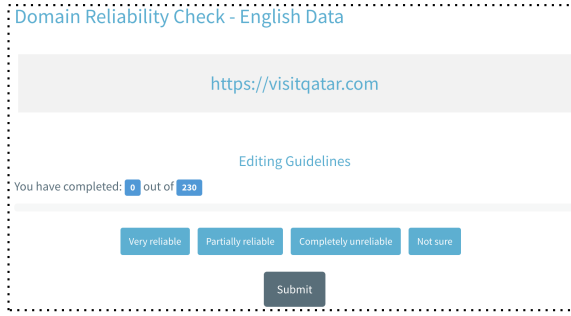 Domain Reliability Check - English Data
https://visitqatar.com
Editing Guidelines
You have completed: 0 out of 230
Very reliable Partially reliable Completely unreliable Not sure
Submit